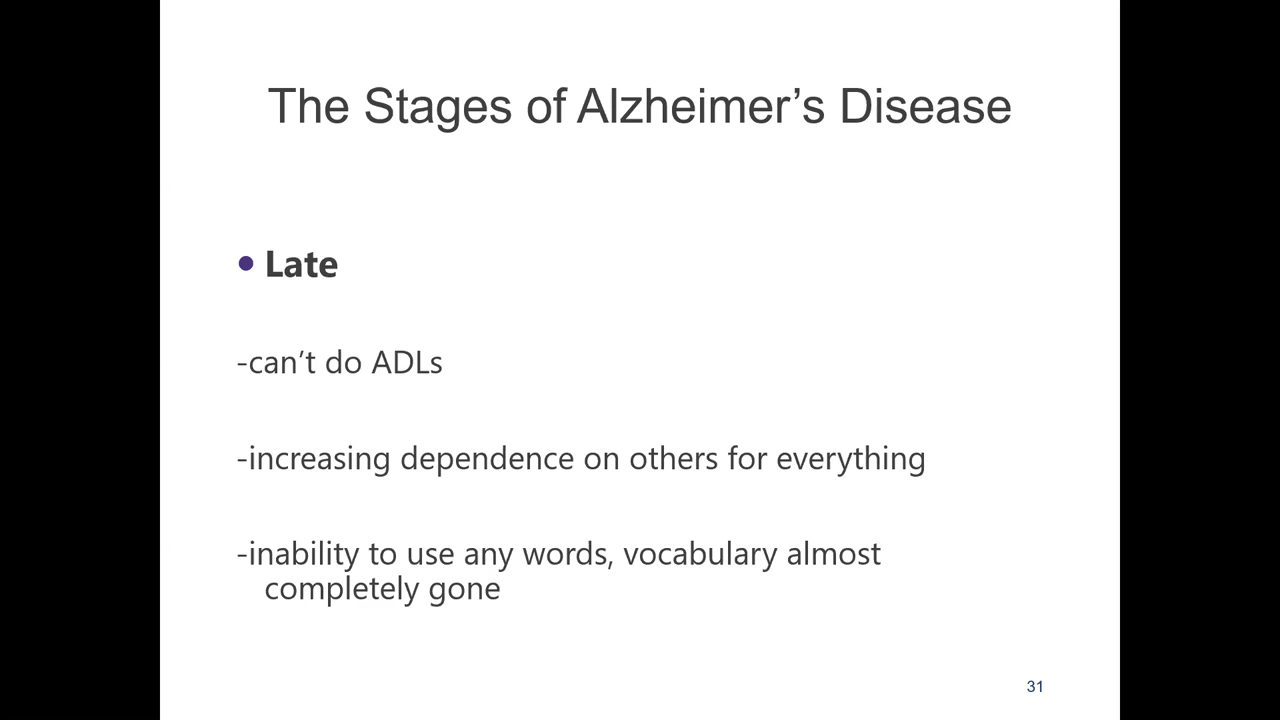 The Stages of Alzheimer’s Disease
• Late
-can’t do ADLs
-increasing dependence on others for everything
-inability to use any words, vocabulary almost
completely gone
31